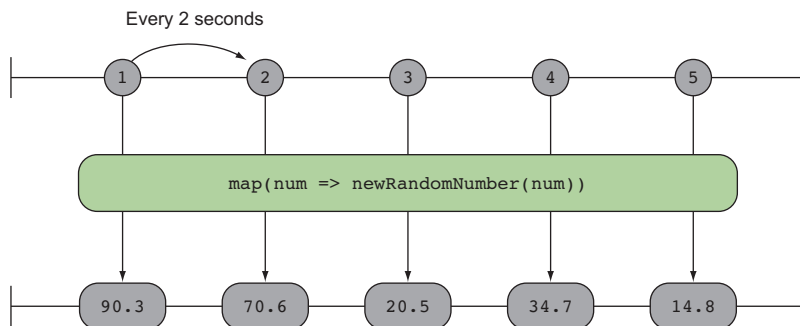 Every 2 seconds
1 2 3 4 5
map(num => newRandomNumber(num))
90.3 70.6 20.5 34.7 14.8